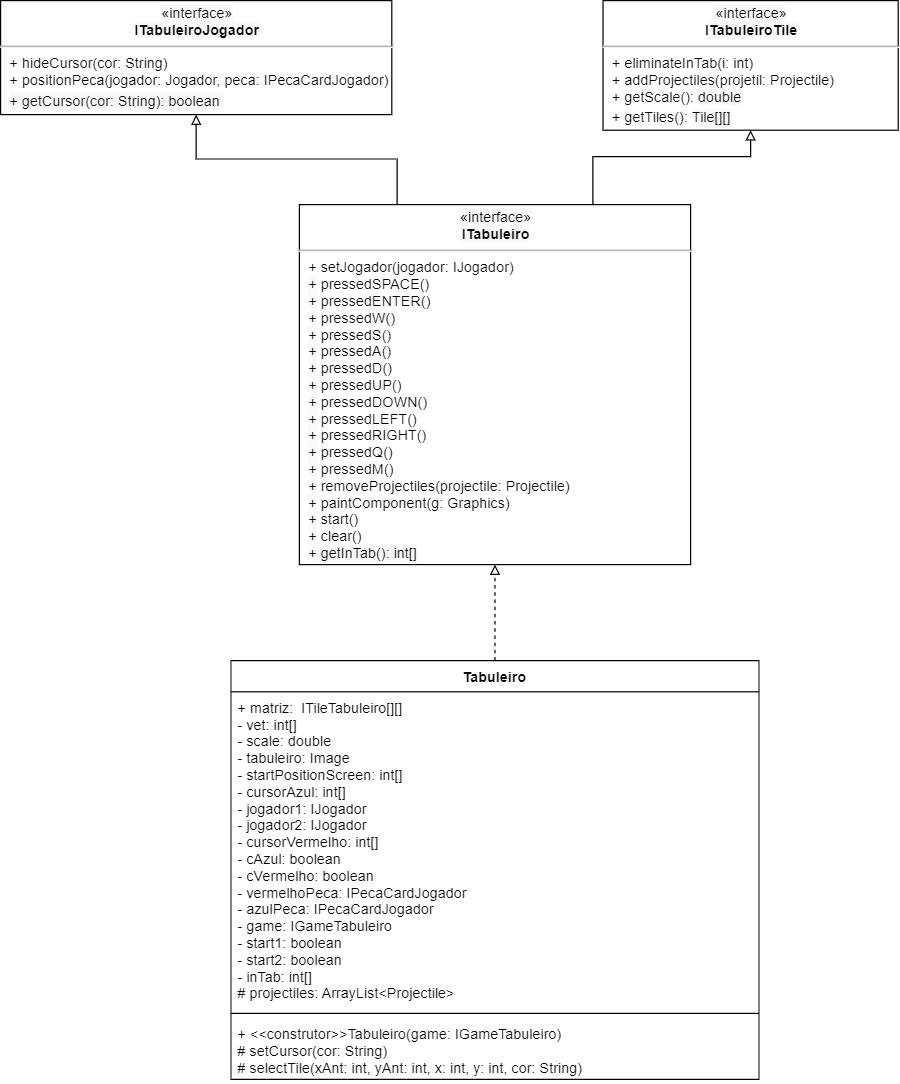 «interface»
ITabuleiroJogador
+ hideCursor(cor: String)
+ positionPeca(jogador: Jogador, peca: IPecaCardJogador)
+ getCursor(cor: String): boolean
«interface»
ITabuleiroTile
+ eliminateInTab(i: int)
+ addProjectiles(projetil: Projectile)
+ getScale(): double
+ getTiles(): Tile[][]
«interface»
ITabuleiro
+ setJogador(jogador: IJogador)
+ pressedSPACE()
+ pressedENTER()
+ pressedW()
+ pressedS()
+ pressedA()
+ pressedD()
+ pressedUP()
+ pressedDOWN()
+ pressedLEFT()
+ pressedRIGHT()
+ pressedQ()
+ pressedM()
+ removeProjectiles(projectile: Projectile)
+ paintComponent(g: Graphics)
+ start()
+ clear()
+ getInTab(): int[]
Tabuleiro
+ matriz: ITileTabuleiro[][]
- vet: int[]
- scale: double
- tabuleiro: Image
- startPositionScreen: int[]
- cursorAzul: int[]
- jogador1: IJogador
- jogador2: IJogador
- cursorVermelho: int[]
- cAzul: boolean
- cVermelho: boolean
- vermelhoPeca: IPecaCardJogador
- azulPeca: IPecaCardJogador
- game: IGameTabuleiro
- start1: boolean
- start2: boolean
- inTab: int[]
# projectiles: ArrayList<Projectile>
+ <<construtor>>Tabuleiro(game: IGameTabuleiro)
# setCursor(cor: String)
# selectTile(xAnt: int, yAnt: int, x: int, y: int, cor: String)